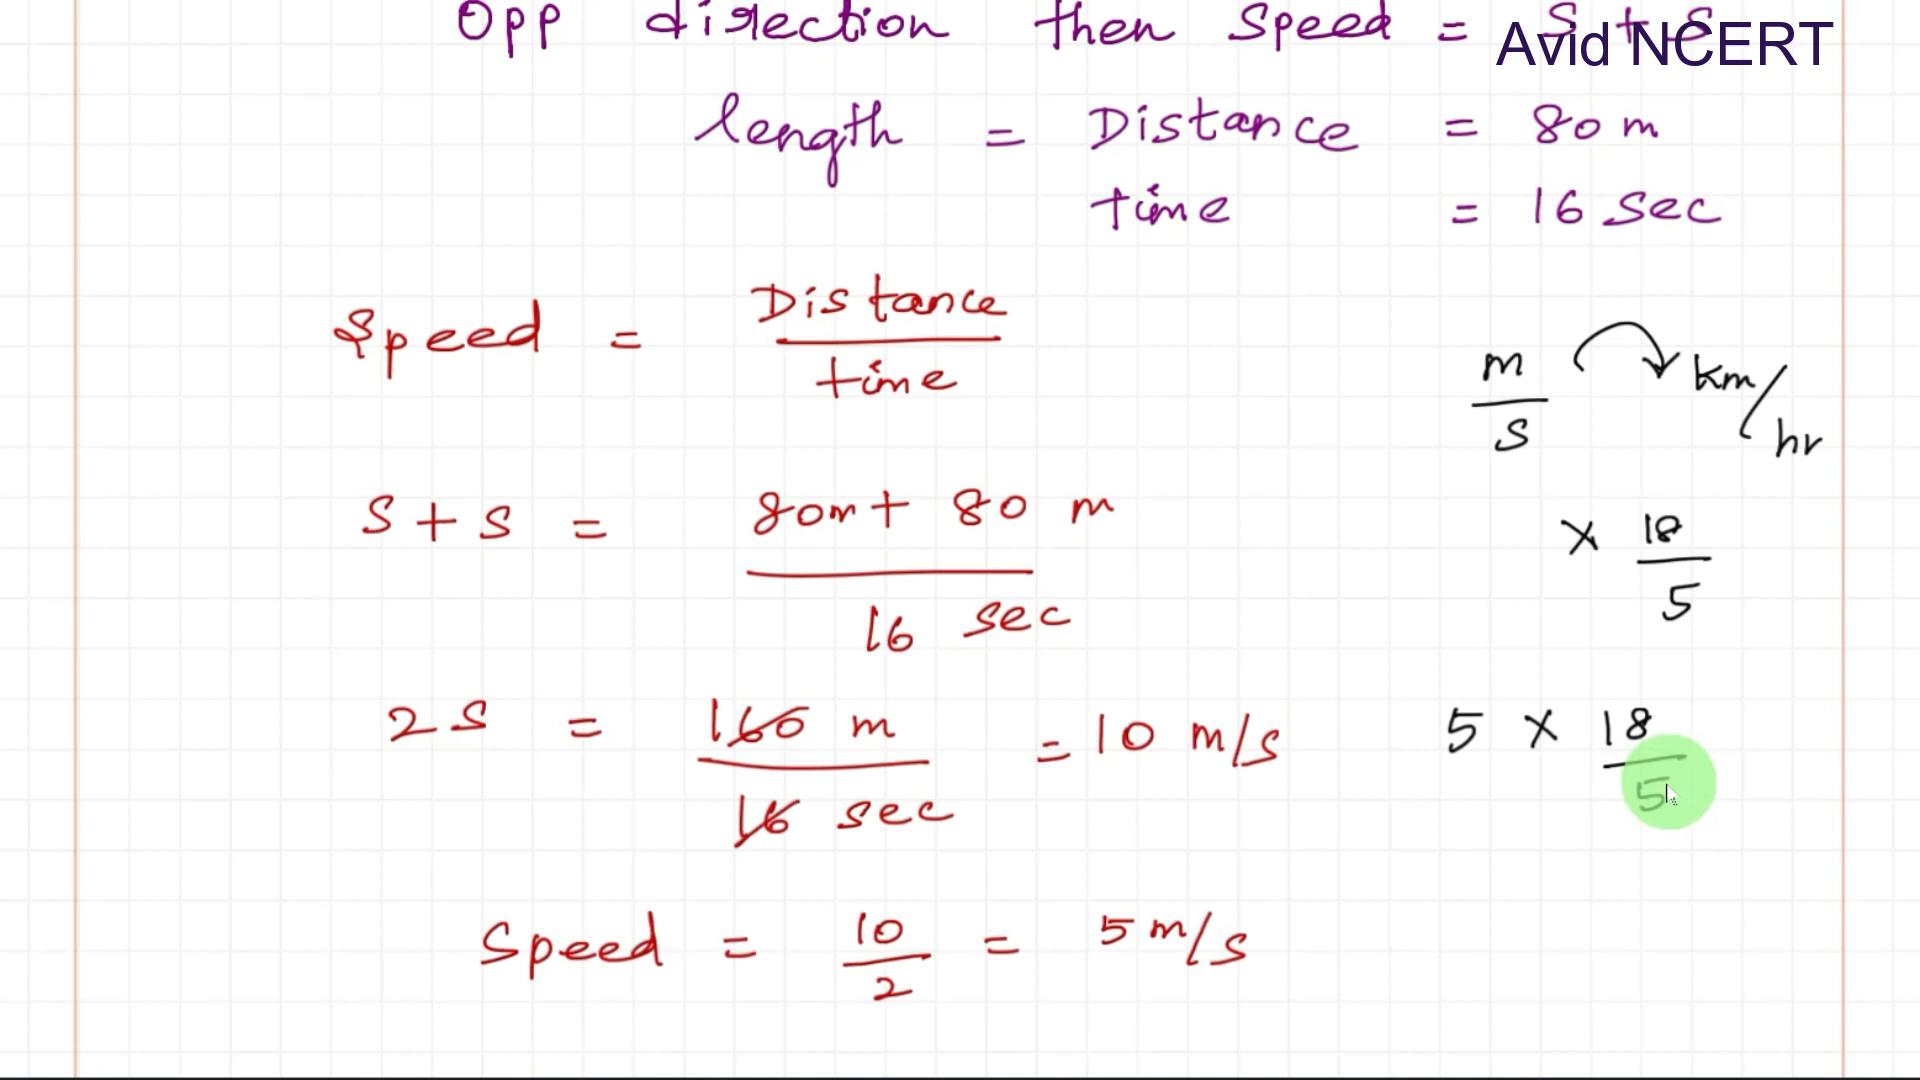 Opp direction then Speed = S + S
Avid NCERT
length = Distance = 80 m
time = 16 sec
Speed = Distance / time
m / s km/hr
S + S = 80m + 80 m / 16 sec
× 18 / 5
2S = 160 m / 16 sec = 10 m/s
5 × 18 / 5
Speed = 10 / 2 = 5 m/s